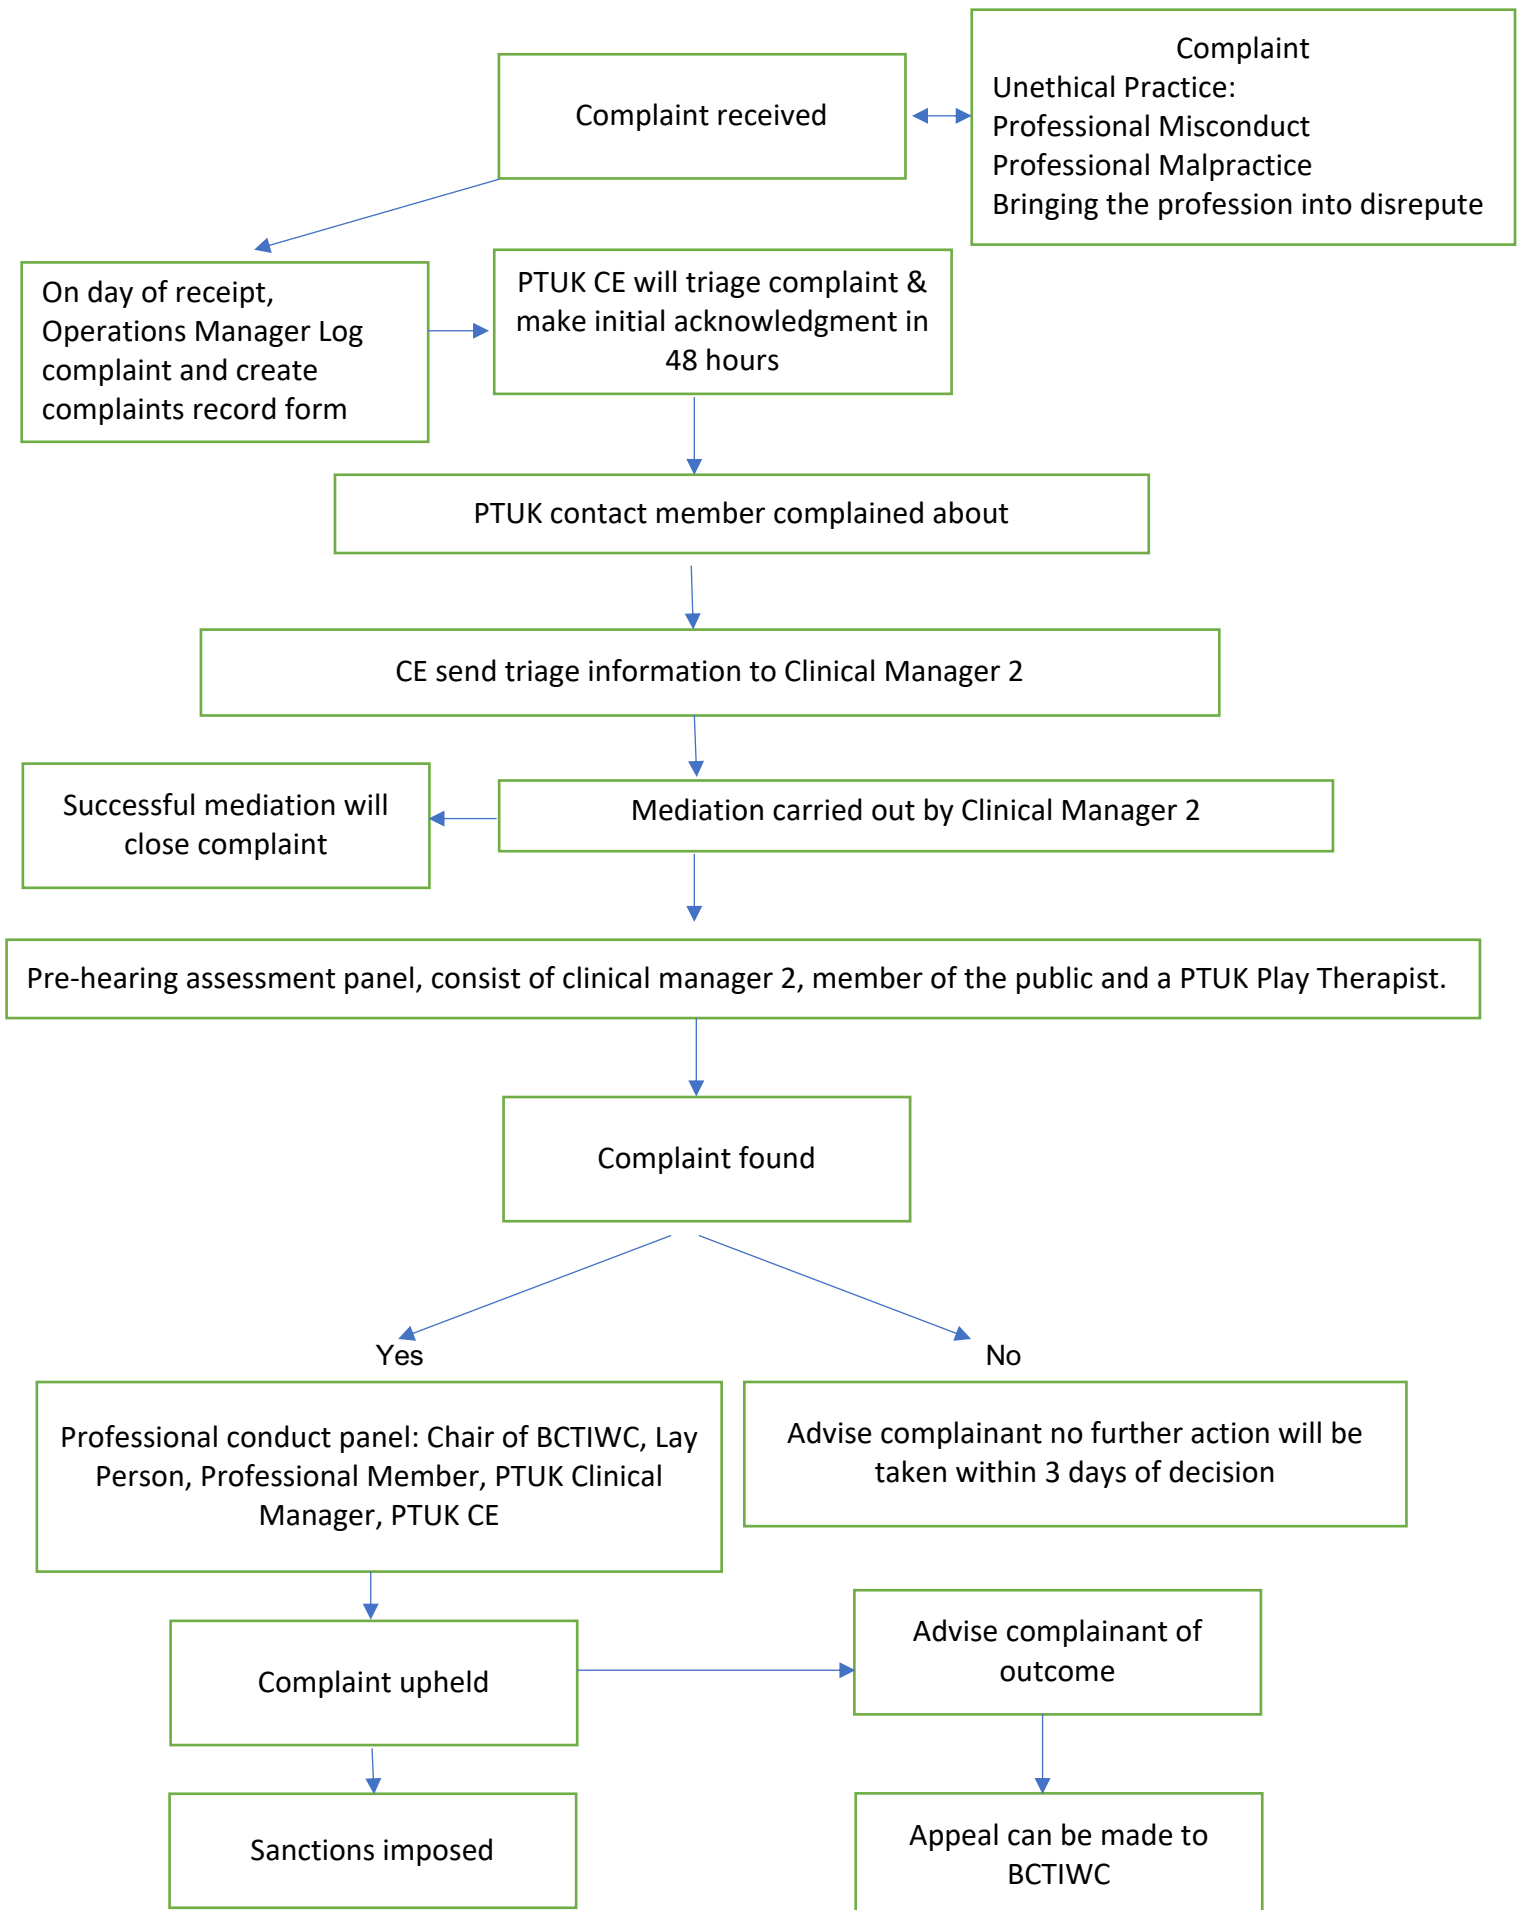 Complaint received
Complaint
Unethical Practice:
Professional Misconduct
Professional Malpractice
Bringing the profession into disrepute
On day of receipt,
Operations Manager Log
complaint and create
complaints record form
PTUK CE will triage complaint &
make initial acknowledgment in
48 hours
PTUK contact member complained about
CE send triage information to Clinical Manager 2
Mediation carried out by Clinical Manager 2
Successful mediation will
close complaint
Pre-hearing assessment panel, consist of clinical manager 2, member of the public and a PTUK Play Therapist.
Complaint found
Yes
No
Professional conduct panel: Chair of BCTIWC, Lay
Person, Professional Member, PTUK Clinical
Manager, PTUK CE
Advise complainant no further action will be
taken within 3 days of decision
Complaint upheld
Advise complainant of
outcome
Sanctions imposed
Appeal can be made to
BCTIWC